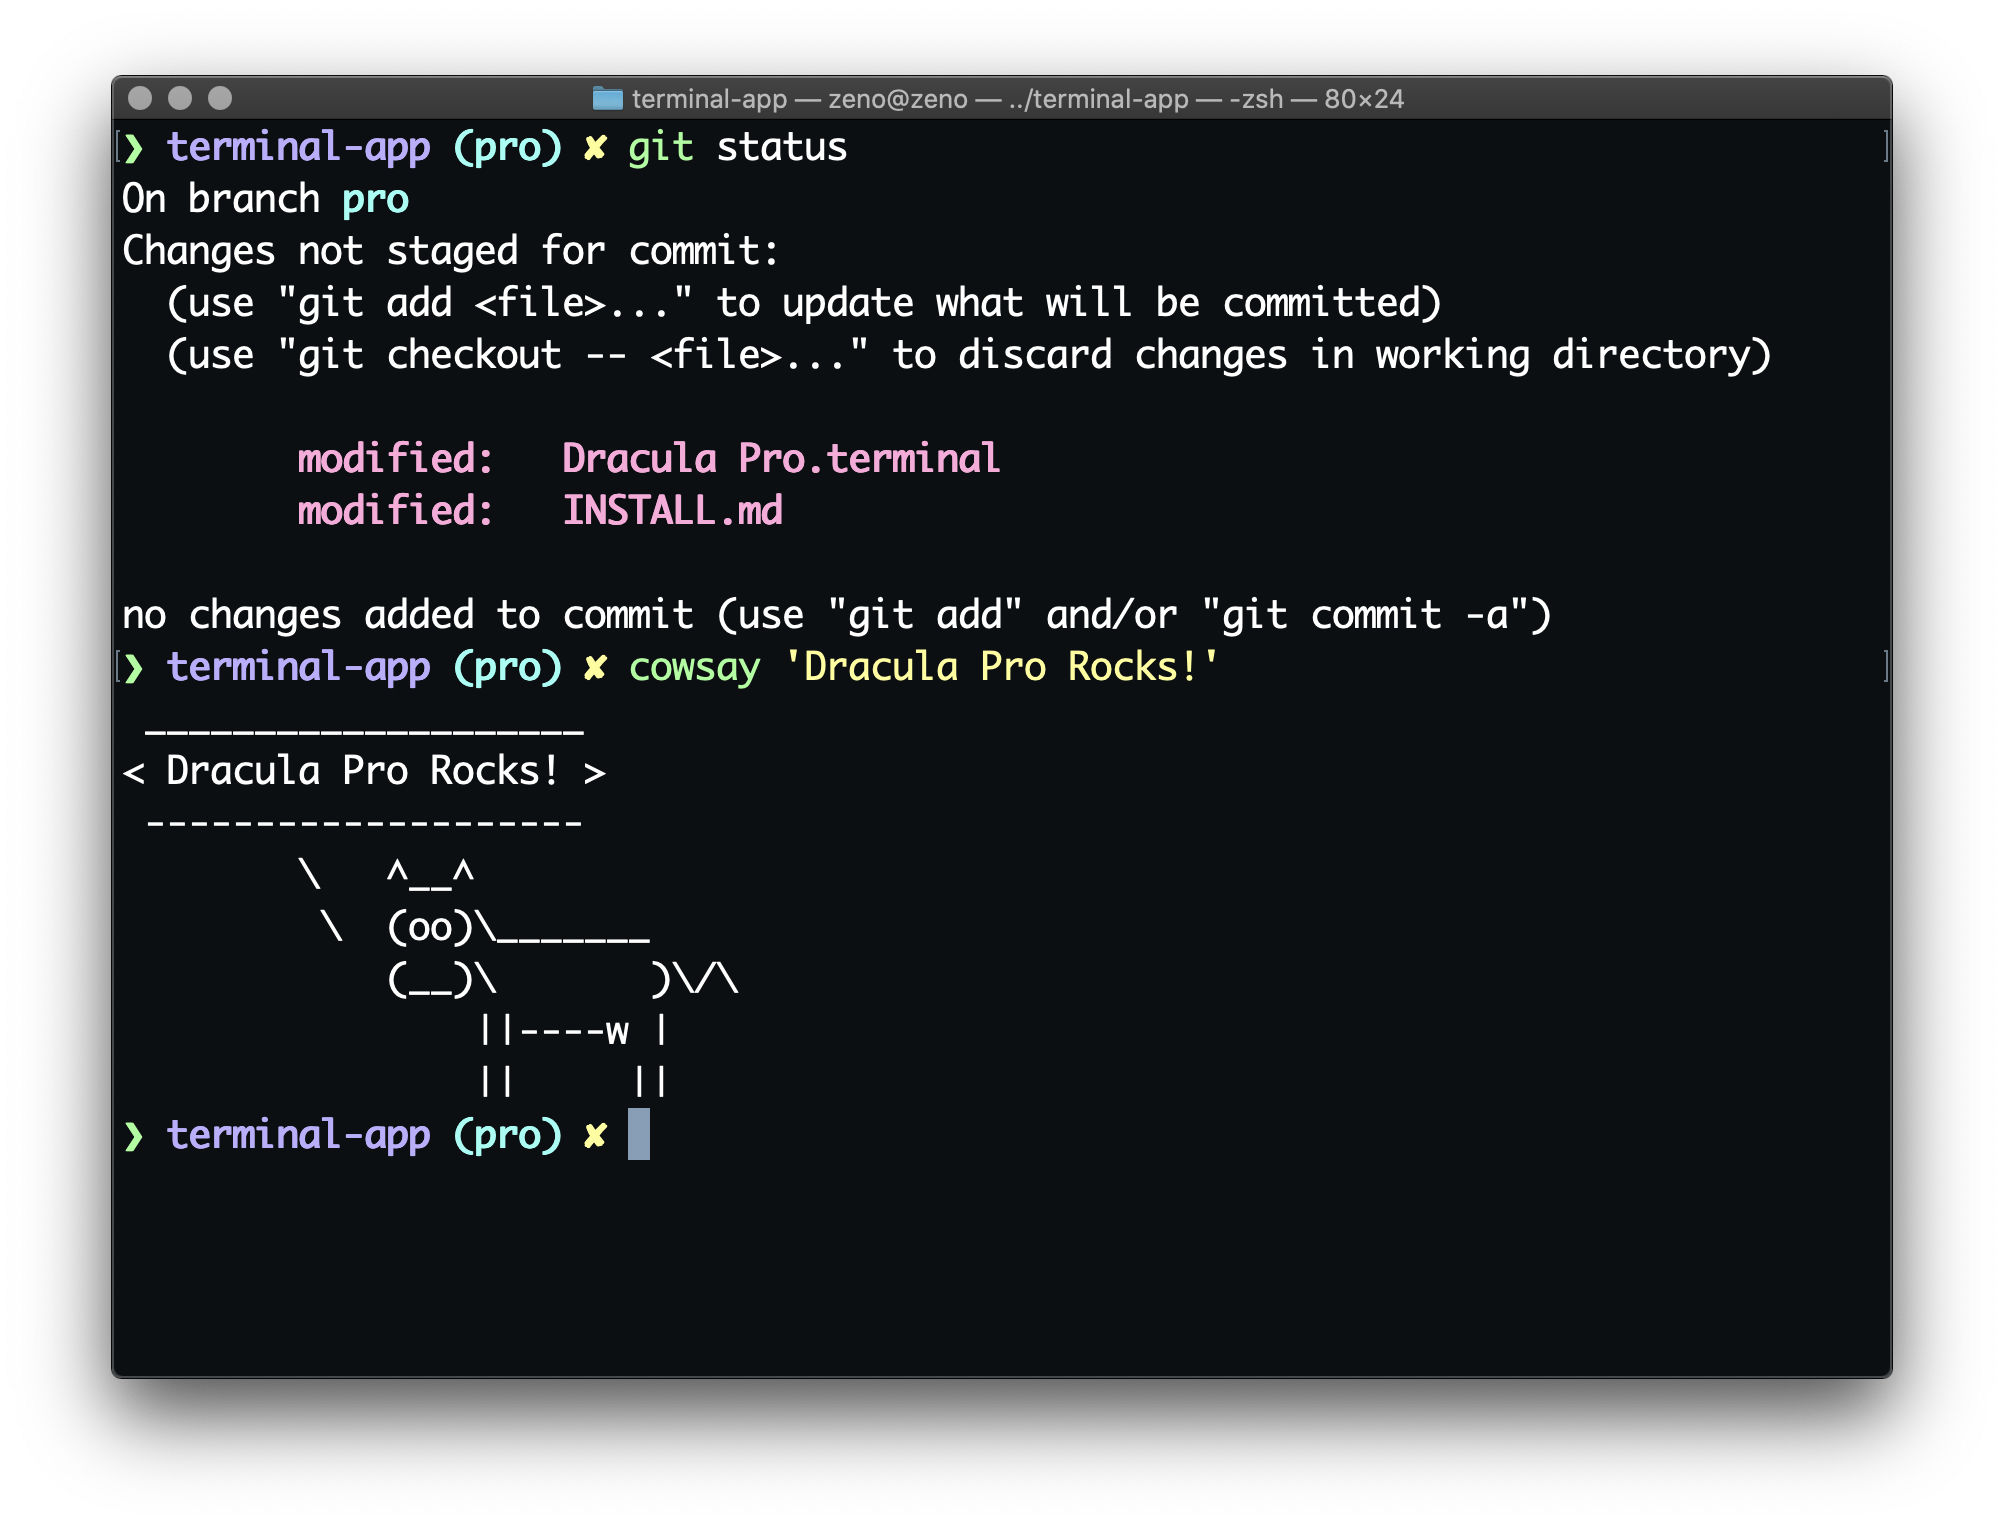 terminal-app — zeno@zeno — ../terminal-app — -zsh — 80×24
❯ terminal-app (pro) ✘ git status
On branch pro
Changes not staged for commit:
  (use "git add <file>..." to update what will be committed)
  (use "git checkout -- <file>..." to discard changes in working directory)

        modified:   Dracula Pro.terminal
        modified:   INSTALL.md

no changes added to commit (use "git add" and/or "git commit -a")
❯ terminal-app (pro) ✘ cowsay 'Dracula Pro Rocks!'
 ____________________
< Dracula Pro Rocks! >
 --------------------
        \   ^__^
         \  (oo)\_______
            (__)\       )\/\
                ||----w |
                ||     ||
❯ terminal-app (pro) ✘